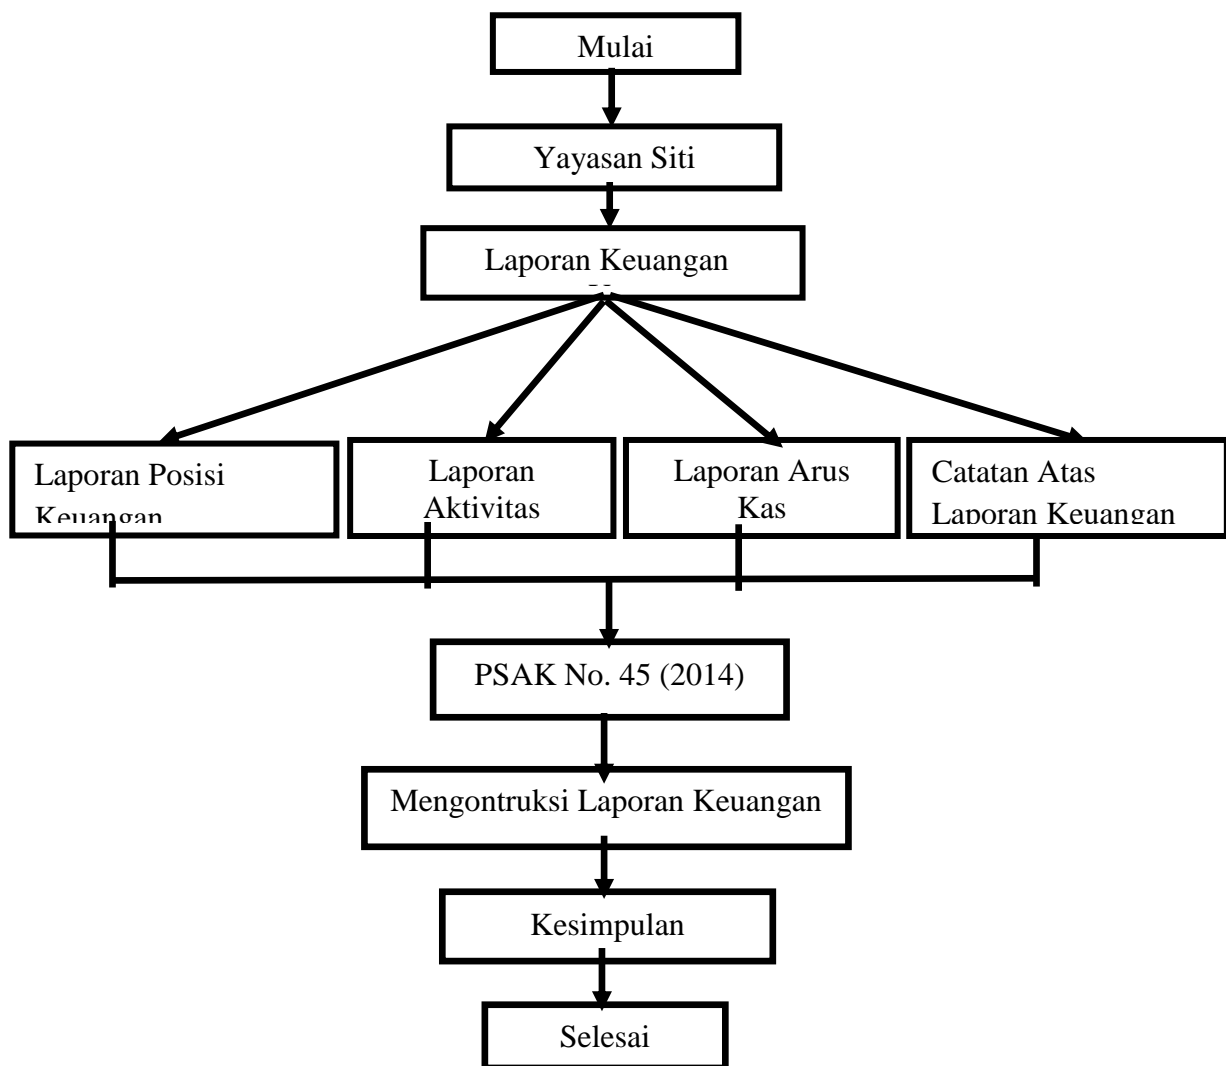 Mulai
Yayasan Siti
Laporan Keuangan
Laporan Posisi
Keuangan
Laporan
Aktivitas
Laporan Arus
Kas
Catatan Atas
Laporan Keuangan
PSAK No. 45 (2014)
Mengontruksi Laporan Keuangan
Kesimpulan
Selesai